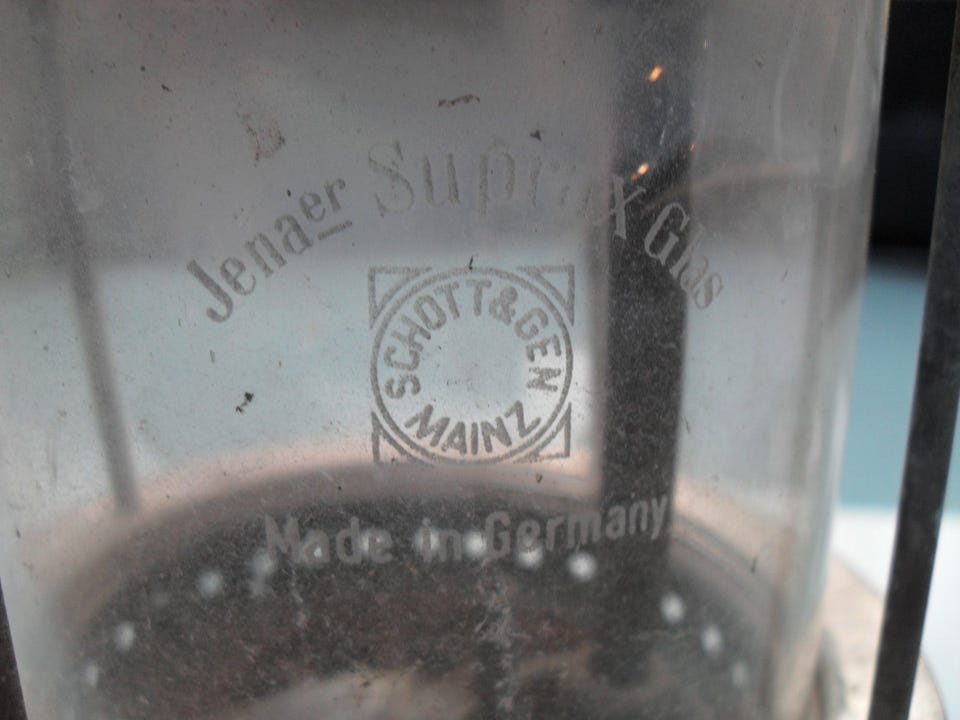 Jenaer Suprax Glas
SCHOTT & GEN
MAINZ
Made in Germany